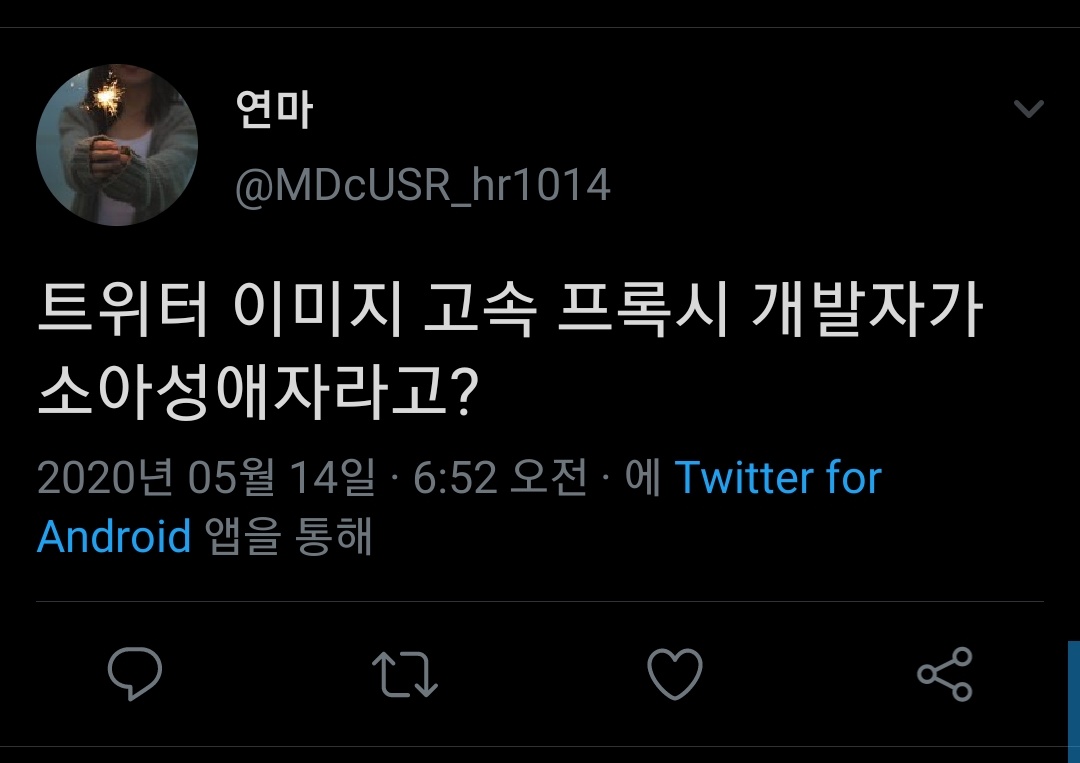 연마
@MDcUSR_hr1014
트위터 이미지 고속 프록시 개발자가
소아성애자라고?
2020년 05월 14일 · 6:52 오전 · 에 Twitter for
Android 앱을 통해